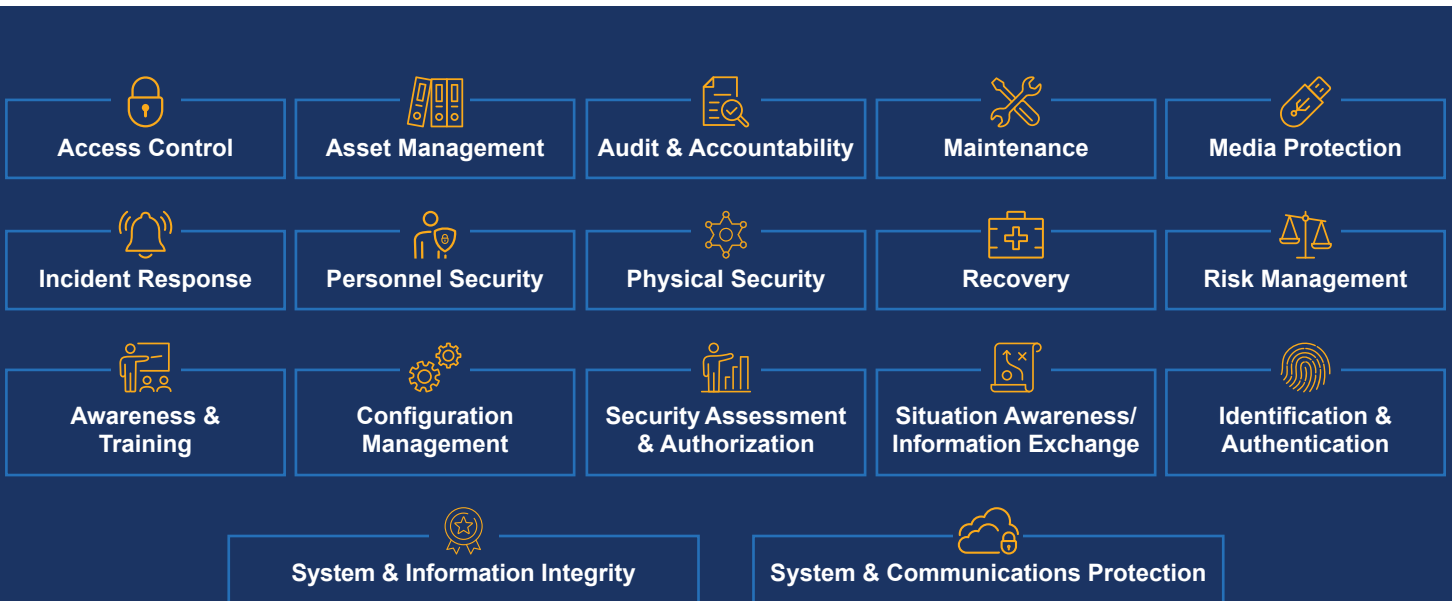 Access Control
Asset Management
Audit & Accountability
Maintenance
Media Protection
Incident Response
Personnel Security
Physical Security
Recovery
Risk Management
Awareness &
Training
Configuration
Management
Security Assessment
& Authorization
Situation Awareness/
Information Exchange
Identification &
Authentication
System & Information Integrity
System & Communications Protection